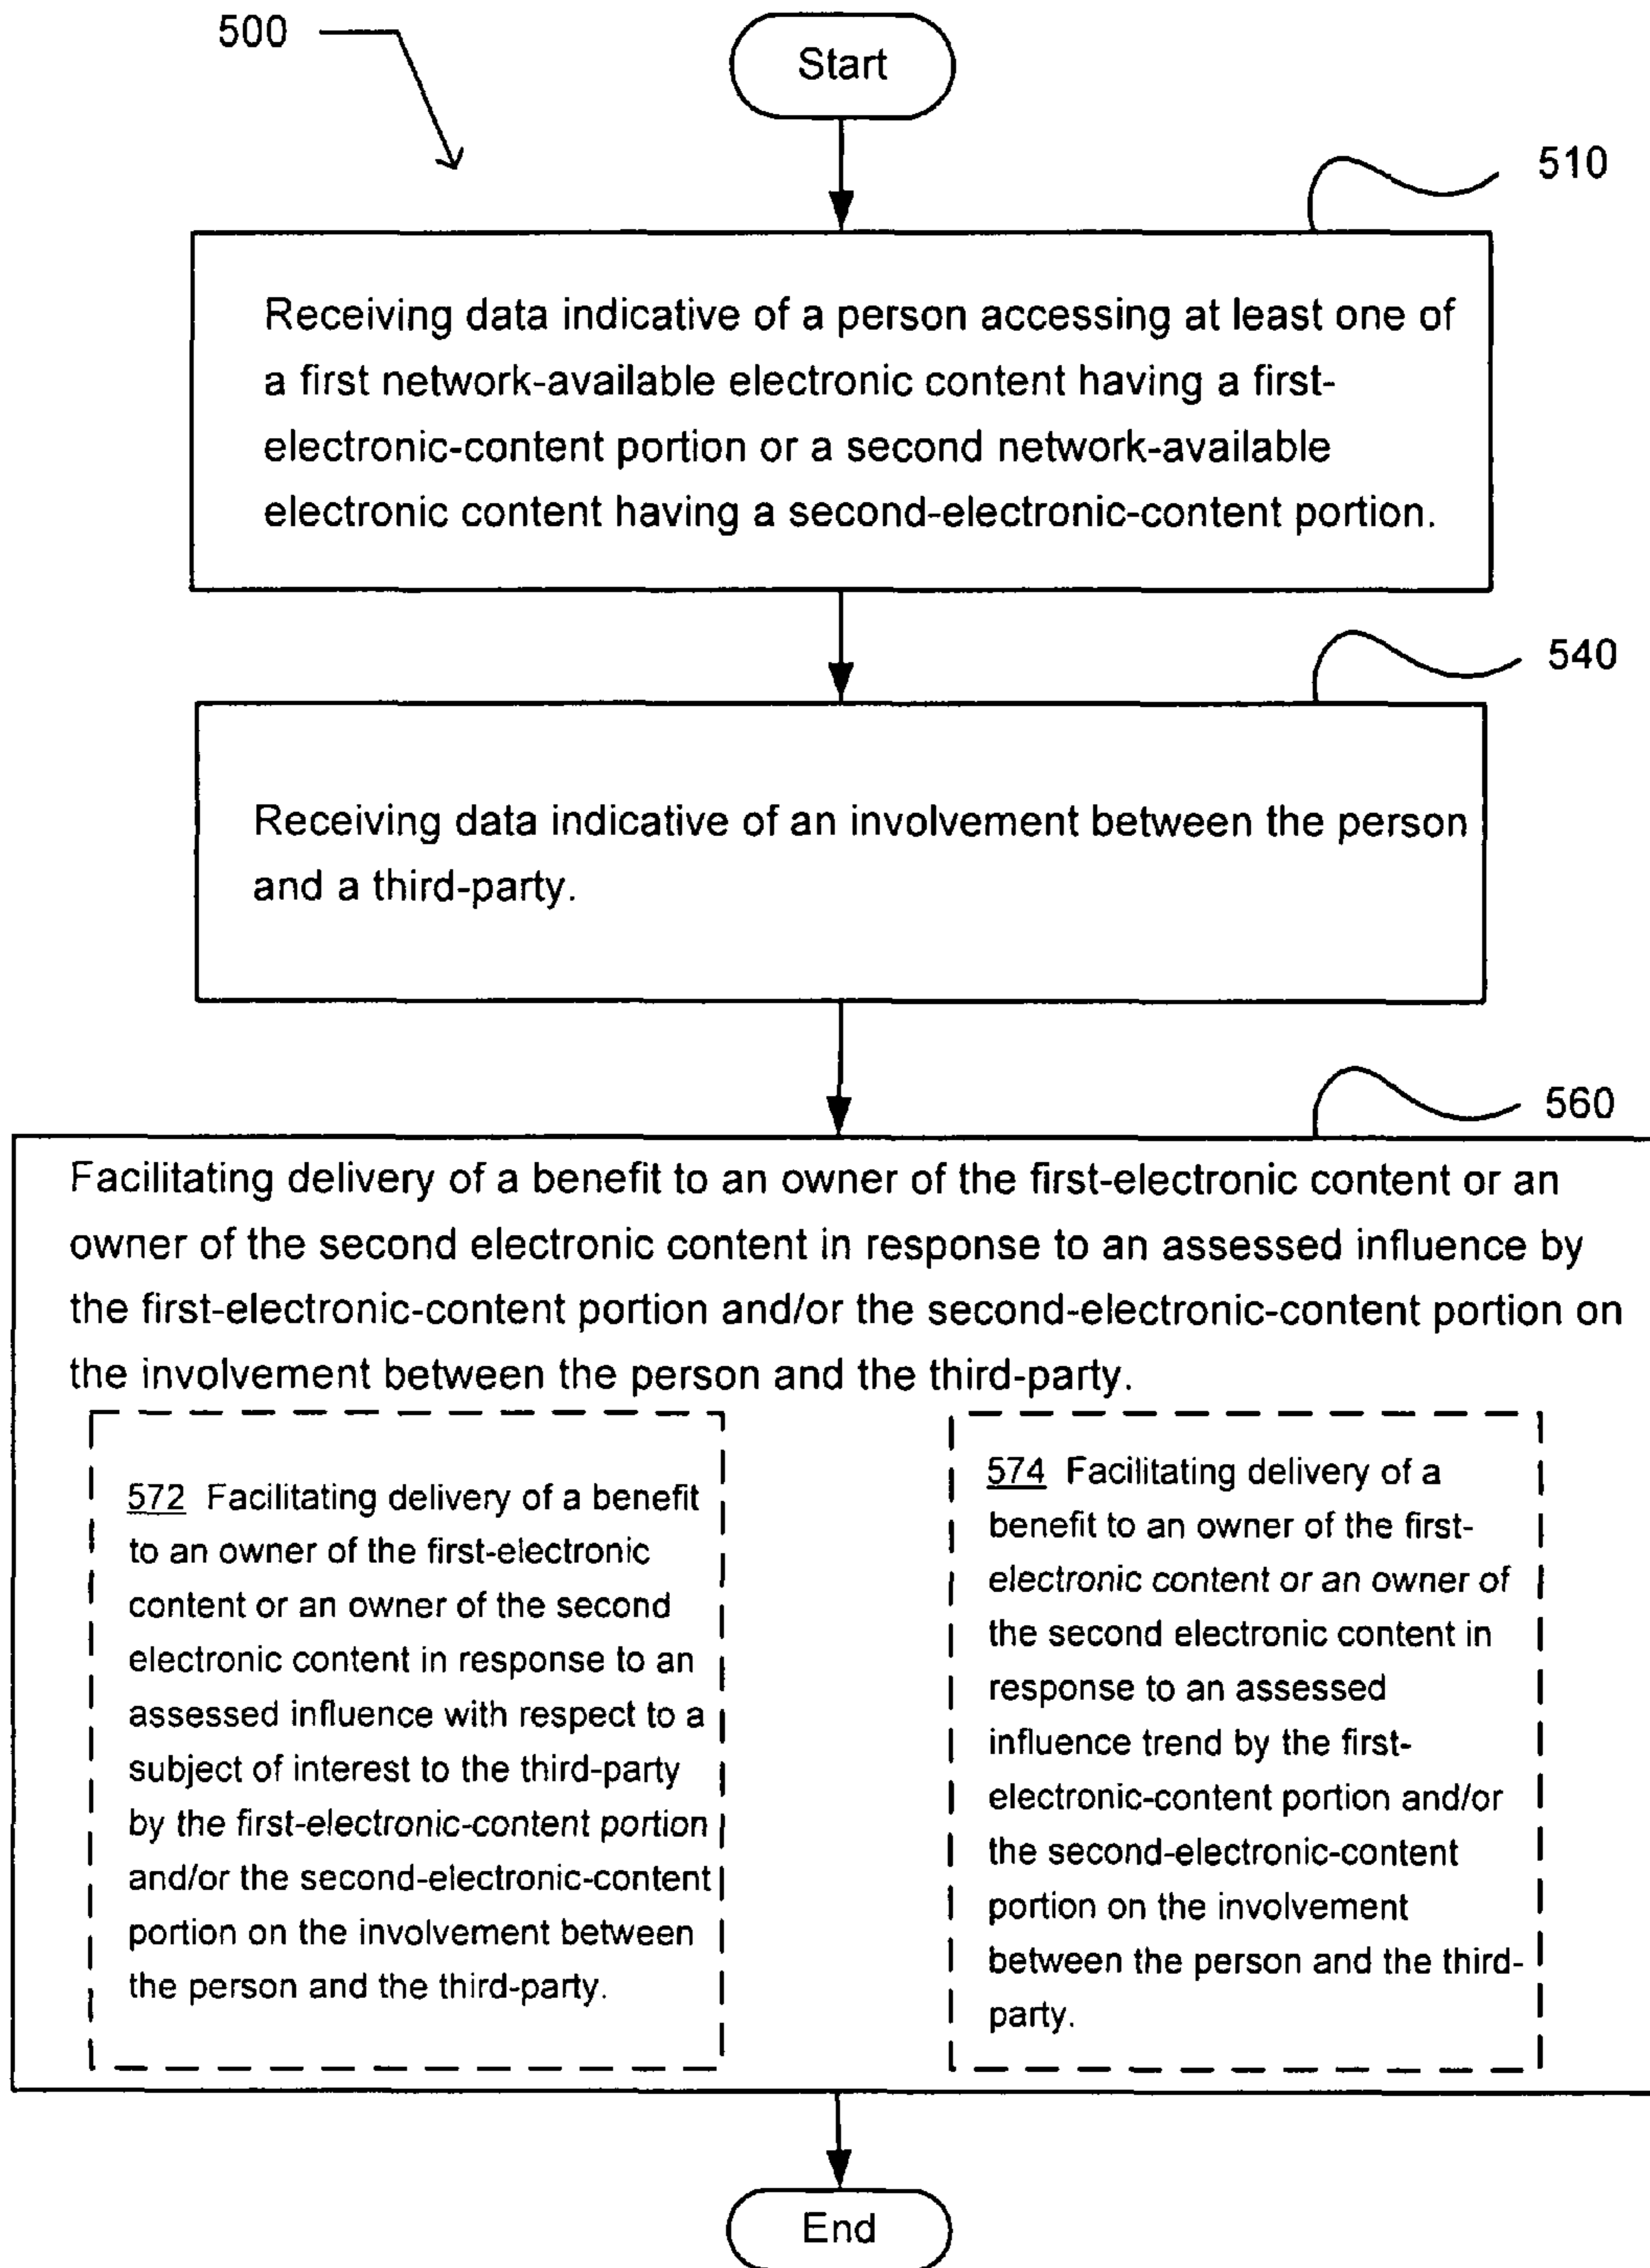 500
Start
510
Receiving data indicative of a person accessing at least one of
a first network-available electronic content having a first-
electronic-content portion or a second network-available
electronic content having a second-electronic-content portion.
540
Receiving data indicative of an involvement between the person
and a third-party.
560
Facilitating delivery of a benefit to an owner of the first-electronic content or an
owner of the second electronic content in response to an assessed influence by
the first-electronic-content portion and/or the second-electronic-content portion on
the involvement between the person and the third-party.
572 Facilitating delivery of a benefit
to an owner of the first-electronic
content or an owner of the second
electronic content in response to an
assessed influence with respect to a
subject of interest to the third-party
by the first-electronic-content portion
and/or the second-electronic-content
portion on the involvement between
the person and the third-party.
574 Facilitating delivery of a
benefit to an owner of the first-
electronic content or an owner of
the second electronic content in
response to an assessed
influence trend by the first-
electronic-content portion and/or
the second-electronic-content
portion on the involvement
between the person and the third-
party.
End